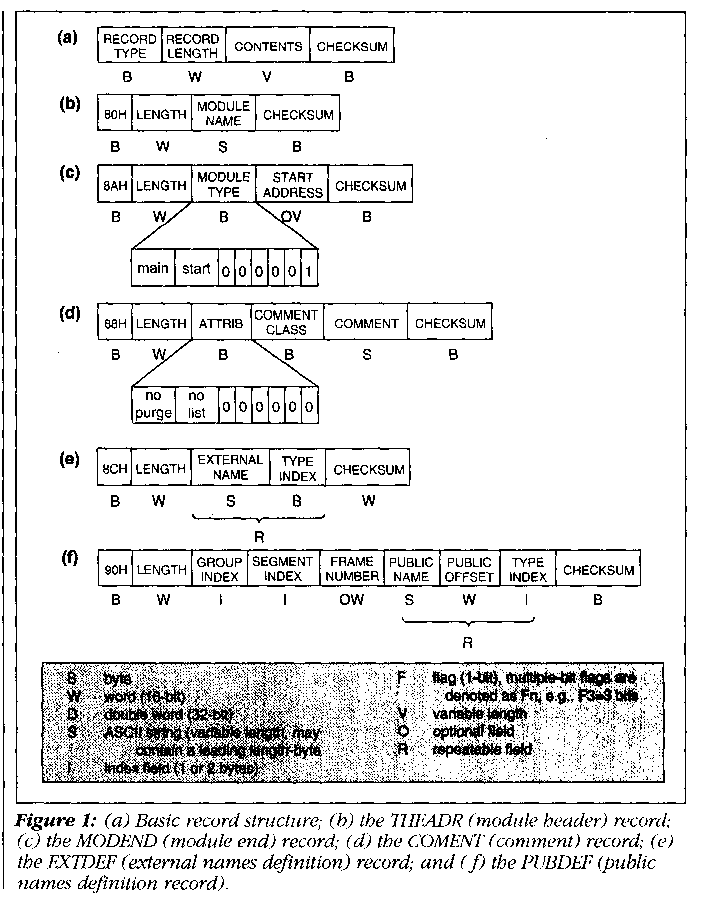 (a) RECORD TYPE RECORD LENGTH CONTENTS CHECKSUM
B W V B
(b) 80H LENGTH MODULE NAME CHECKSUM
B W S B
(c) 8AH LENGTH MODULE TYPE START ADDRESS CHECKSUM
B W B OV B
main start 0 0 0 0 0 1
(d) 88H LENGTH ATTRIB COMMENT CLASS COMMENT CHECKSUM
B W B B S B
no purge no list 0 0 0 0 0 0
(e) 8CH LENGTH EXTERNAL NAME TYPE INDEX CHECKSUM
B W S B W
R
(f) 90H LENGTH GROUP INDEX SEGMENT INDEX FRAME NUMBER PUBLIC NAME PUBLIC OFFSET TYPE INDEX CHECKSUM
B W I I OW S W I B
R
B byte
W word (16-bit)
D double word (32-bit)
S ASCII string (variable length, may
contain a leading length-byte
I index field (1 or 2 bytes)
F flag (1-bit), multiple-bit flags are
denoted as Fn, e.g., F3=3 bits
V variable length
O optional field
R repeatable field
Figure 1: (a) Basic record structure; (b) the THEADR (module header) record;
(c) the MODEND (module end) record; (d) the COMENT (comment) record; (e)
the EXTDEF (external names definition) record; and (f) the PUBDEF (public
names definition record).